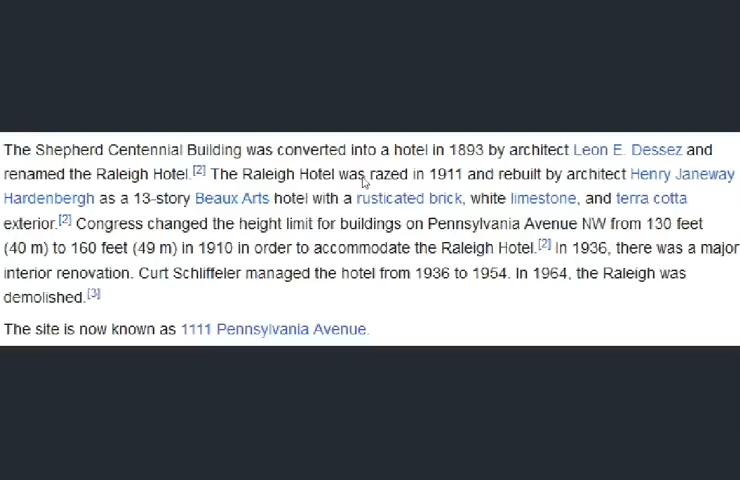 The Shepherd Centennial Building was converted into a hotel in 1893 by architect Leon E. Dessez and
renamed the Raleigh Hotel.[2] The Raleigh Hotel was razed in 1911 and rebuilt by architect Henry Janeway
Hardenbergh as a 13-story Beaux Arts hotel with a rusticated brick, white limestone, and terra cotta
exterior.[2] Congress changed the height limit for buildings on Pennsylvania Avenue NW from 130 feet
(40 m) to 160 feet (49 m) in 1910 in order to accommodate the Raleigh Hotel.[2] In 1936, there was a major
interior renovation. Curt Schliffeler managed the hotel from 1936 to 1954. In 1964, the Raleigh was
demolished.[3]
The site is now known as 1111 Pennsylvania Avenue.